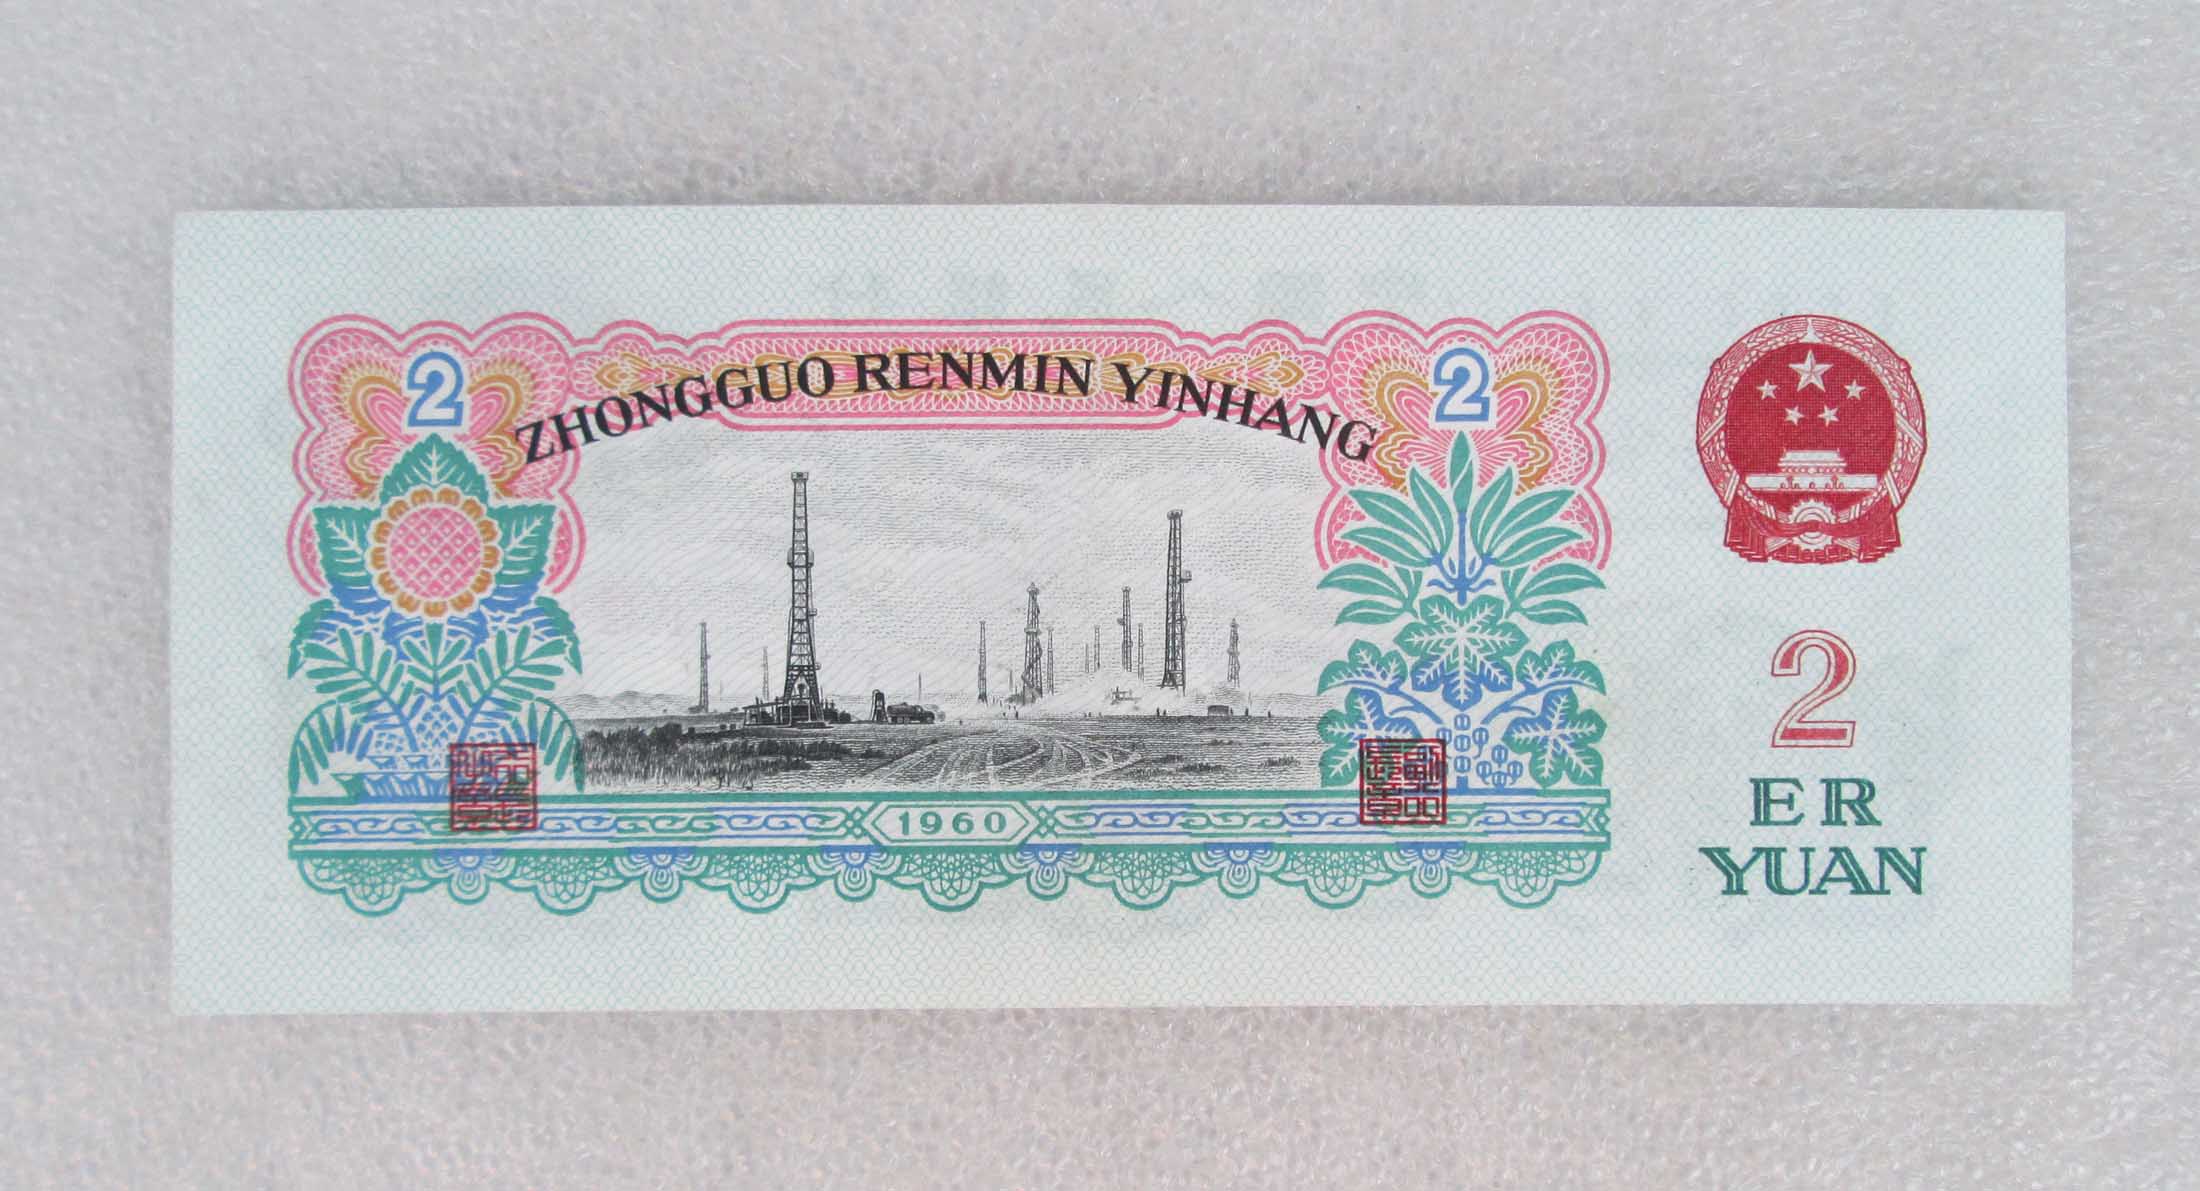 2
ZHONGGUO RENMIN YINHANG
2
1960
2
ER
YUAN